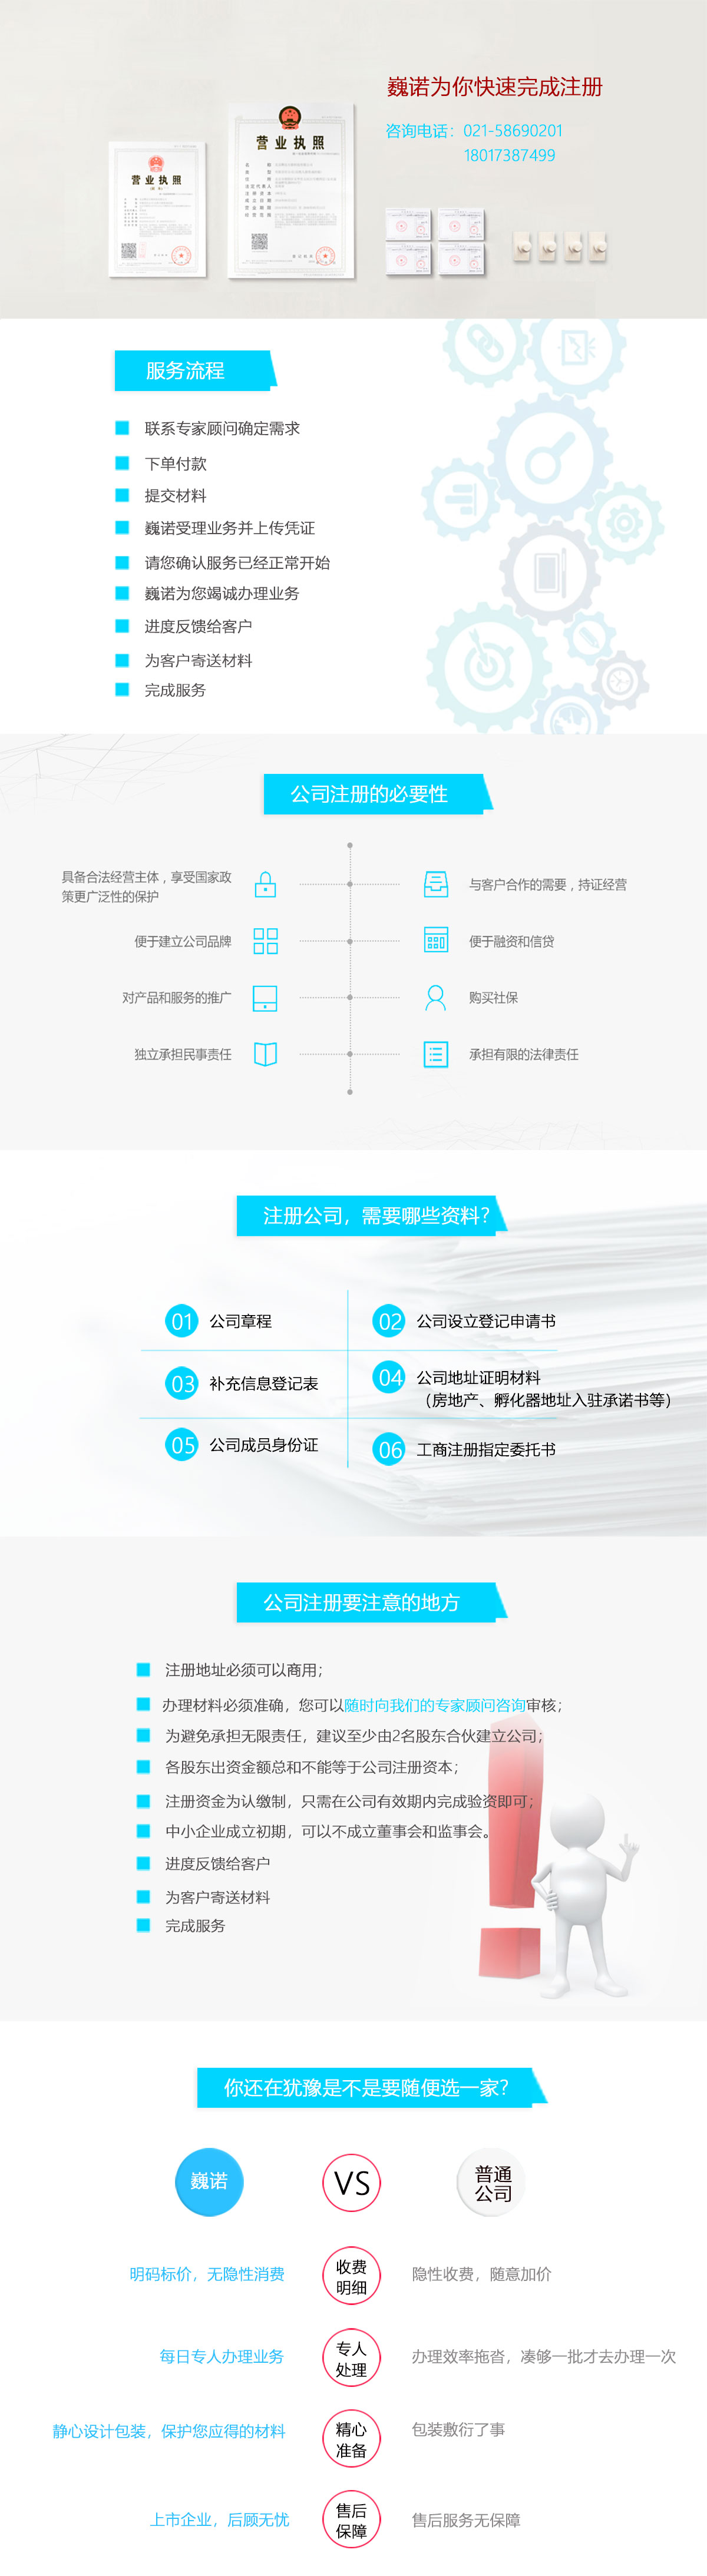 巍诺为你快速完成注册
咨询电话：021-58690201
18017387499
营业执照
营业执照
服务流程
联系专家顾问确定需求
下单付款
提交材料
巍诺受理业务并上传凭证
请您确认服务已经正常开始
巍诺为您竭诚办理业务
进度反馈给客户
为客户寄送材料
完成服务
公司注册的必要性
具备合法经营主体，享受国家政
策更广泛性的保护
与客户合作的需要，持证经营
便于建立公司品牌
便于融资和信贷
对产品和服务的推广
购买社保
独立承担民事责任
承担有限的法律责任
注册公司，需要哪些资料？
01 公司章程
02 公司设立登记申请书
03 补充信息登记表
04 公司地址证明材料
（房地产、孵化器地址入驻承诺书等）
05 公司成员身份证
06 工商注册指定委托书
公司注册要注意的地方
注册地址必须可以商用；
办理材料必须准确，您可以随时向我们的专家顾问咨询审核；
为避免承担无限责任，建议至少由2名股东合伙建立公司；
各股东出资金额总和不能等于公司注册资本；
注册资金为认缴制，只需在公司有效期内完成验资即可；
中小企业成立初期，可以不成立董事会和监事会。
进度反馈给客户
为客户寄送材料
完成服务
你还在犹豫是不是要随便选一家？
巍诺
VS
普通
公司
明码标价，无隐性消费
收费
明细
隐性收费，随意加价
每日专人办理业务
专人
处理
办理效率拖沓，凑够一批才去办理一次
静心设计包装，保护您应得的材料
精心
准备
包装敷衍了事
上市企业，后顾无忧
售后
保障
售后服务无保障